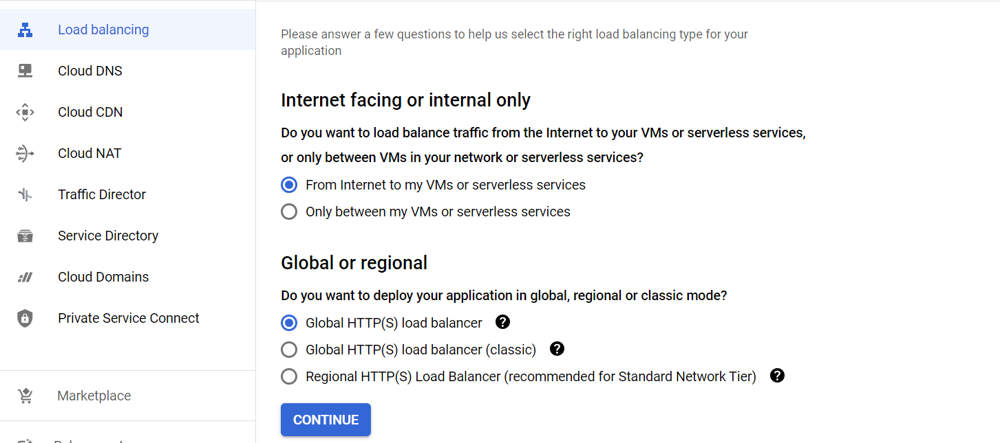 Load balancing
Cloud DNS
Cloud CDN
Cloud NAT
Traffic Director
Service Directory
Cloud Domains
Private Service Connect
Marketplace
Please answer a few questions to help us select the right load balancing type for your
application
Internet facing or internal only
Do you want to load balance traffic from the Internet to your VMs or serverless services,
or only between VMs in your network or serverless services?
From Internet to my VMs or serverless services
Only between my VMs or serverless services
Global or regional
Do you want to deploy your application in global, regional or classic mode?
Global HTTP(S) load balancer ?
Global HTTP(S) load balancer (classic) ?
Regional HTTP(S) Load Balancer (recommended for Standard Network Tier) ?
CONTINUE